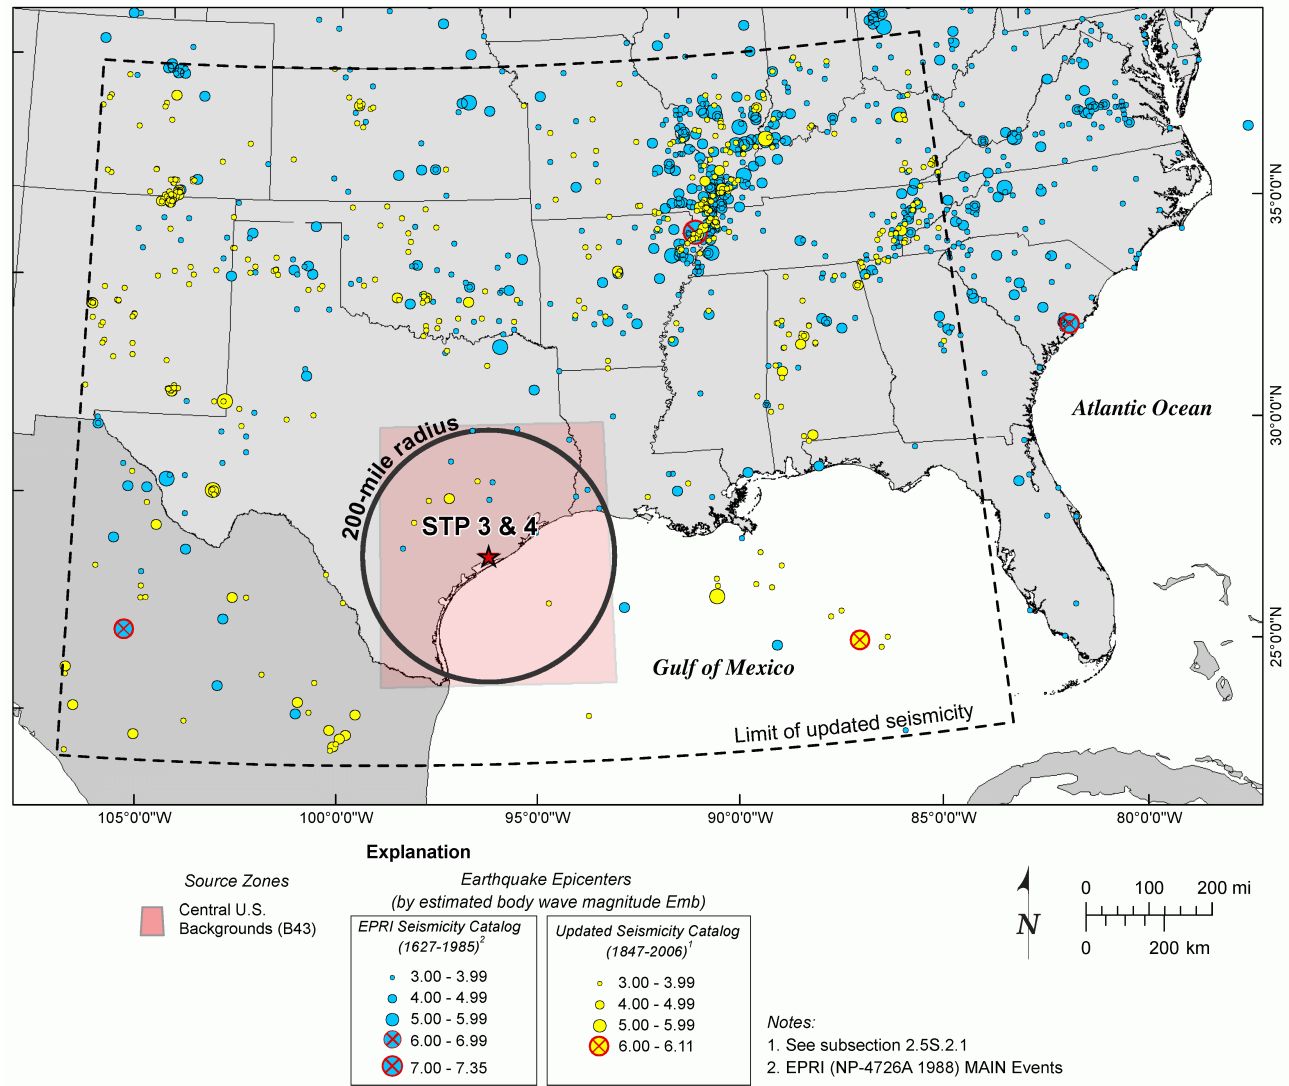 200-mile radius
STP 3 & 4
Atlantic Ocean
Gulf of Mexico
Limit of updated seismicity
35°0'0"N
30°0'0"N
25°0'0"N
105°0'0"W
100°0'0"W
95°0'0"W
90°0'0"W
85°0'0"W
80°0'0"W
Explanation
Source Zones
Central U.S.
Backgrounds (B43)
Earthquake Epicenters
(by estimated body wave magnitude Emb)
EPRI Seismicity Catalog
(1627-1985)2
3.00 - 3.99
4.00 - 4.99
5.00 - 5.99
6.00 - 6.99
7.00 - 7.35
Updated Seismicity Catalog
(1847-2006)1
3.00 - 3.99
4.00 - 4.99
5.00 - 5.99
6.00 - 6.11
N
0 100 200 mi
0 200 km
Notes:
1. See subsection 2.5S.2.1
2. EPRI (NP-4726A 1988) MAIN Events